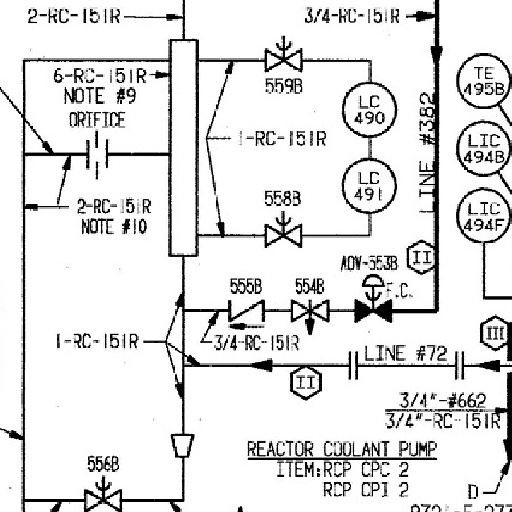 2-RC-151R
3/4-RC-151R
6-RC-151R
NOTE #9
ORIFICE
559B
LC
490
TE
495B
1-RC-151R
LINE #382
LIC
494B
LC
491
2-RC-151R
NOTE #10
558B
LIC
494F
II
AOV-553B
F.C.
555B
554B
1-RC-151R
3/4-RC-151R
LINE #72
III
II
3/4"-#662
3/4"-RC-151R
REACTOR COOLANT PUMP
ITEM:RCP CPC 2
RCP CPI 2
556B
D